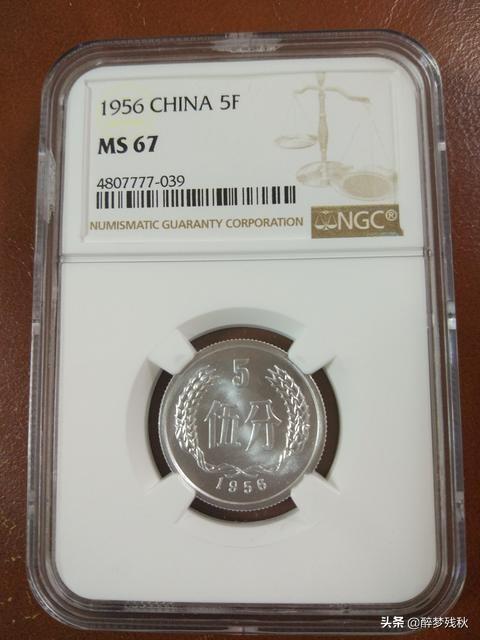 1956 CHINA 5F
MS 67
4807777-039
NUMISMATIC GUARANTY CORPORATION
NGC®
5
伍分
1956
头条 @醉梦残秋